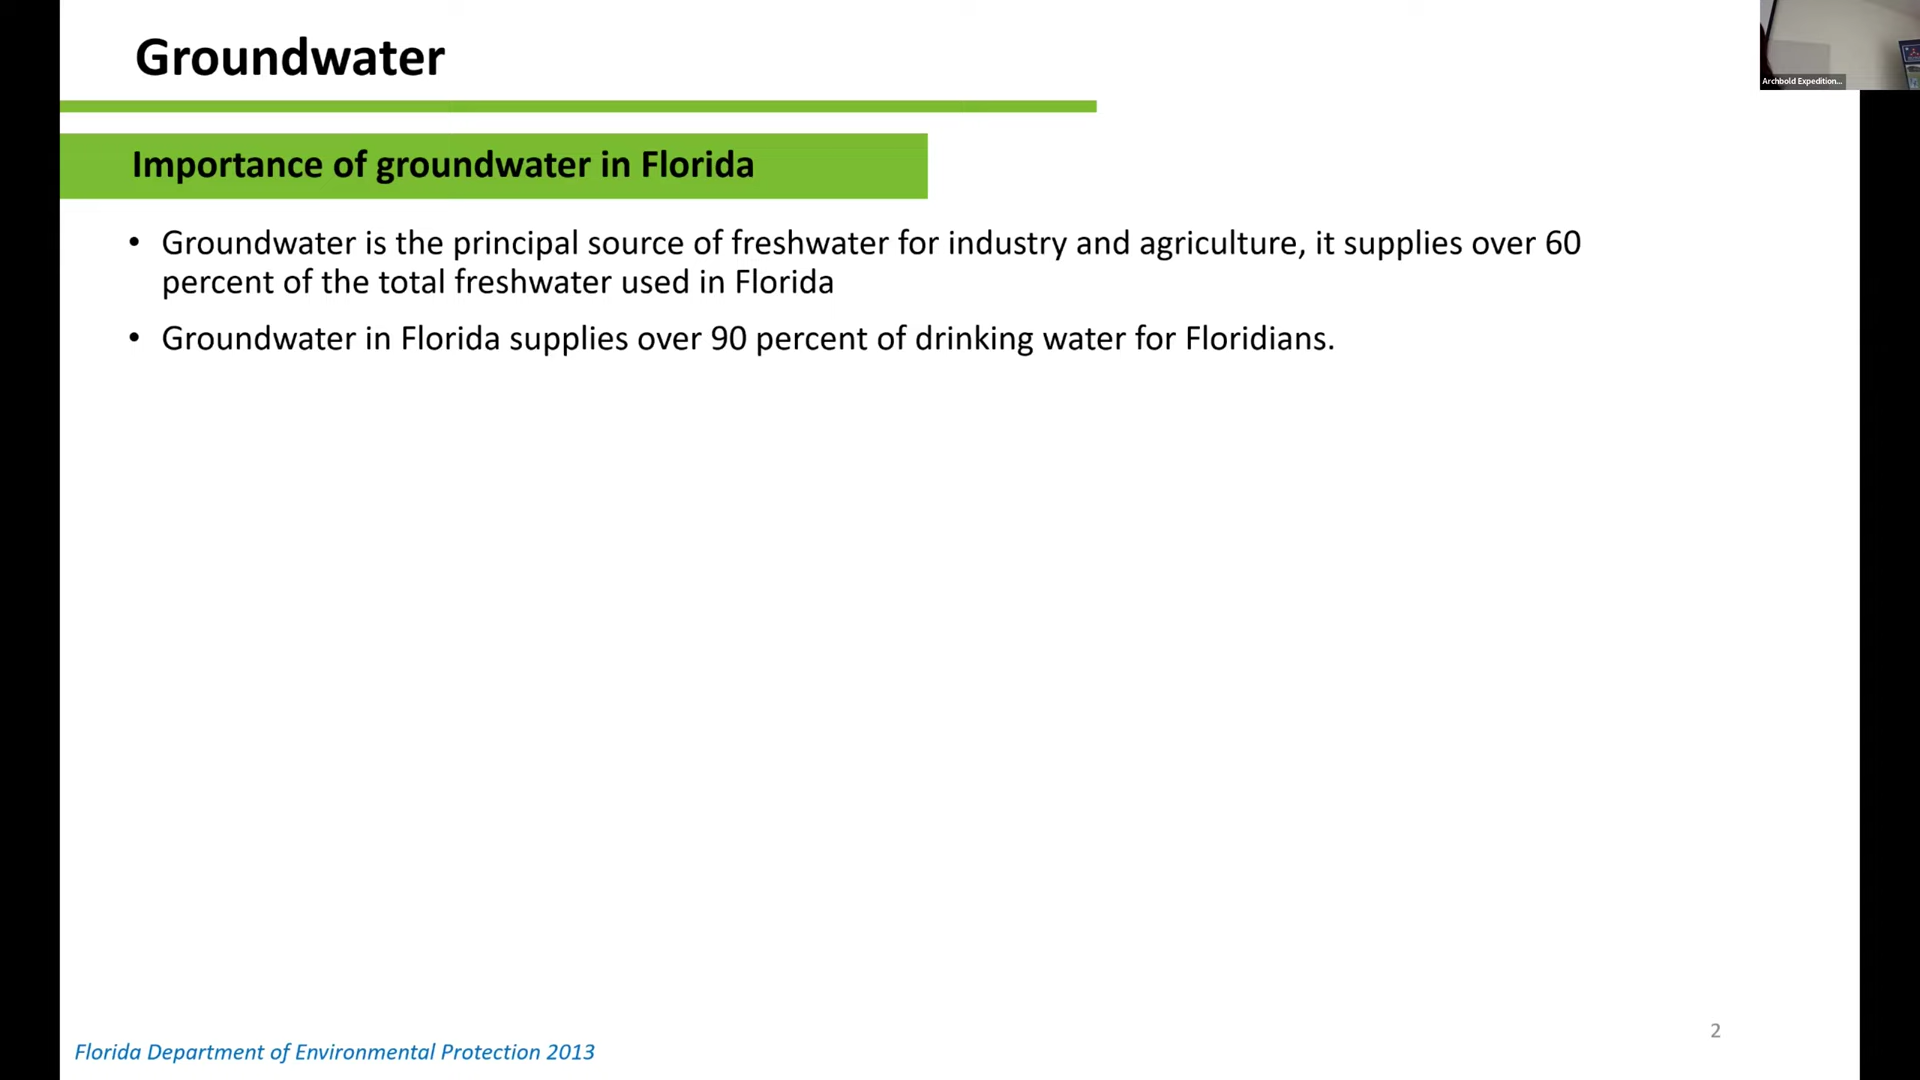 Groundwater
Archbold Expedition...
Importance of groundwater in Florida
• Groundwater is the principal source of freshwater for industry and agriculture, it supplies over 60
percent of the total freshwater used in Florida
• Groundwater in Florida supplies over 90 percent of drinking water for Floridians.
2
Florida Department of Environmental Protection 2013